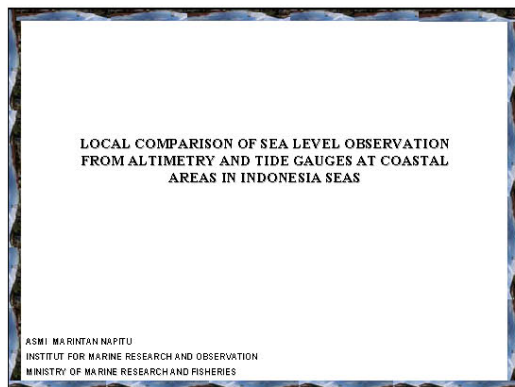 LOCAL COMPARISON OF SEA LEVEL OBSERVATION
FROM ALTIMETRY AND TIDE GAUGES AT COASTAL
AREAS IN INDONESIA SEAS
ASMI MARINTAN NAPITU
INSTITUT FOR MARINE RESEARCH AND OBSERVATION
MINISTRY OF MARINE RESEARCH AND FISHERIES